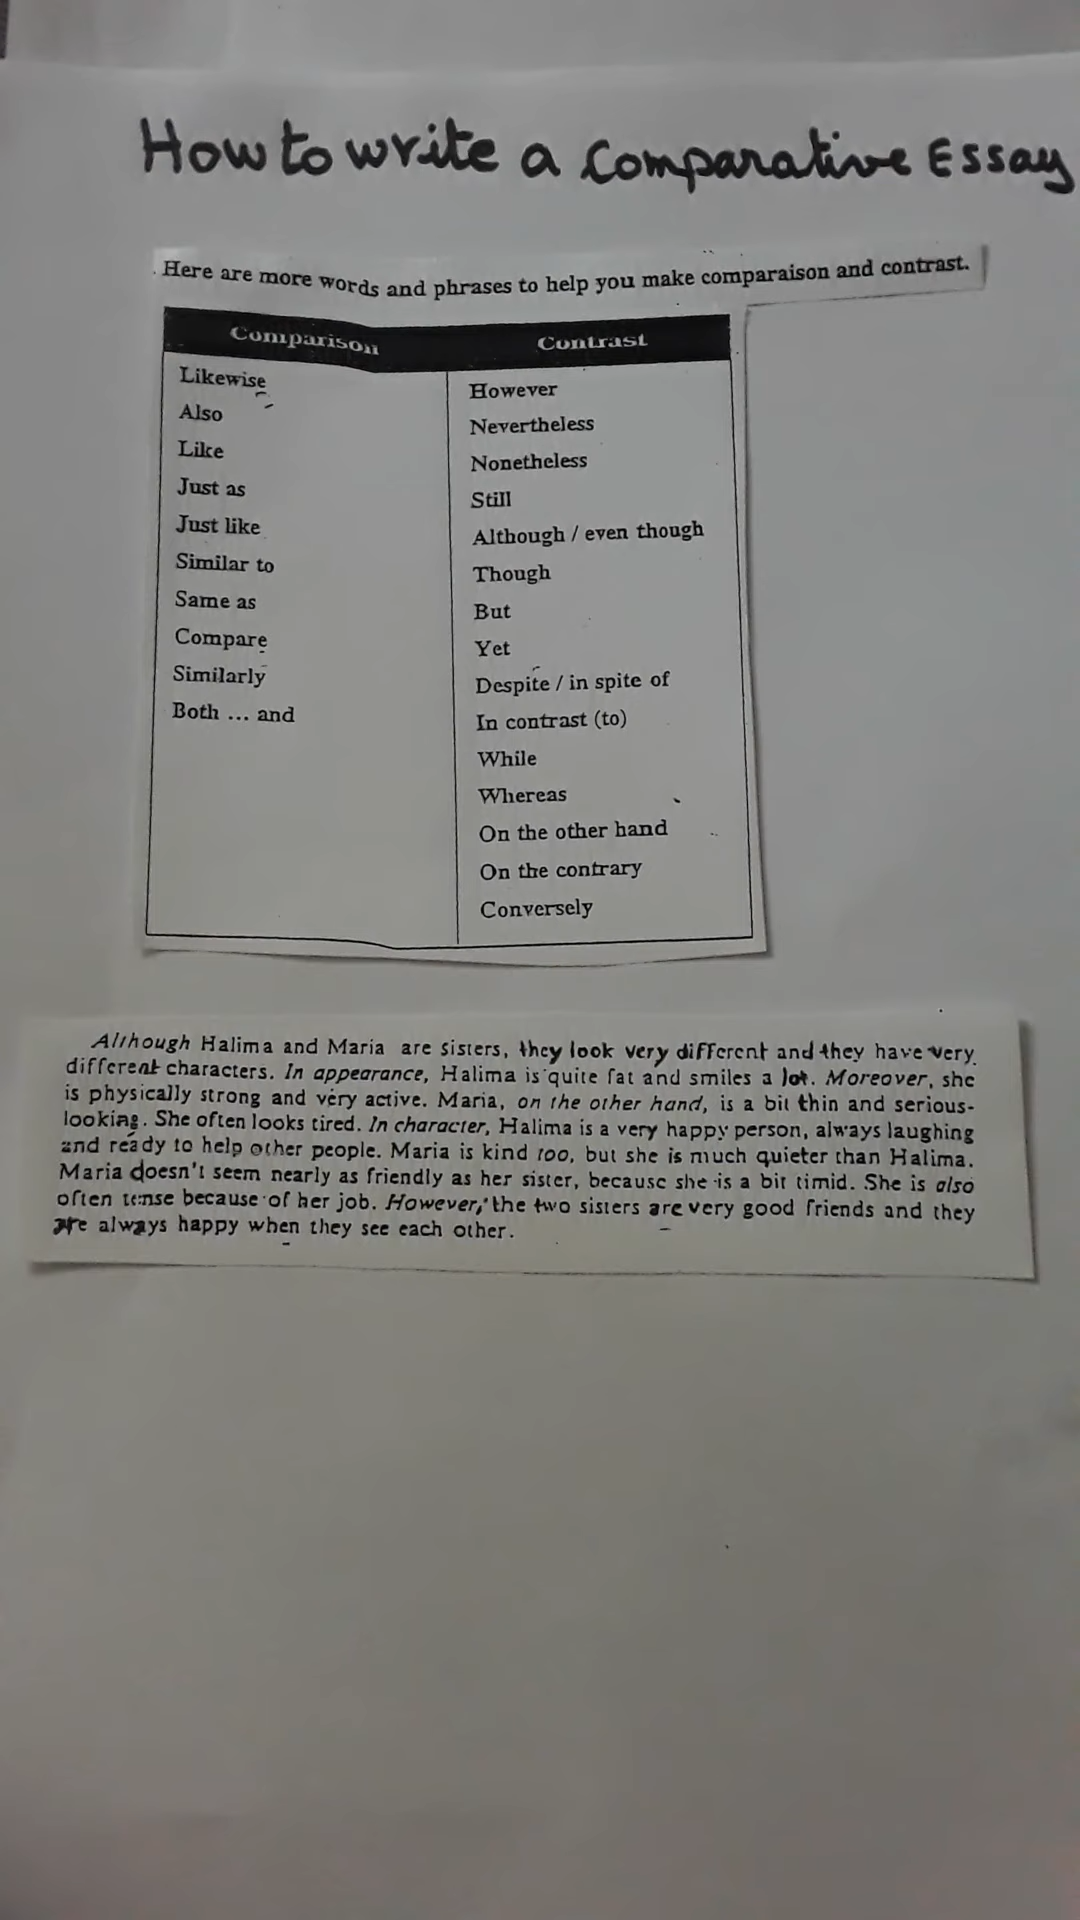 How to write a Comparative Essay
Here are more words and phrases to help you make comparaison and contrast.
Comparison
Likewise
Also
Like
Just as
Just like
Similar to
Same as
Compare
Similarly
Both ... and
Contrast
However
Nevertheless
Nonetheless
Still
Although / even though
Though
But
Yet
Despite / in spite of
In contrast (to)
While
Whereas
On the other hand
On the contrary
Conversely
Although Halima and Maria are sisters, they look very different and they have very
different characters. In appearance, Halima is quite fat and smiles a lot. Moreover, she
is physically strong and very active. Maria, on the other hand, is a bit thin and serious-
looking. She often looks tired. In character, Halima is a very happy person, always laughing
and ready to help other people. Maria is kind too, but she is much quieter than Halima.
Maria doesn't seem nearly as friendly as her sister, because she is a bit timid. She is also
often tense because of her job. However, the two sisters are very good friends and they
are always happy when they see each other.